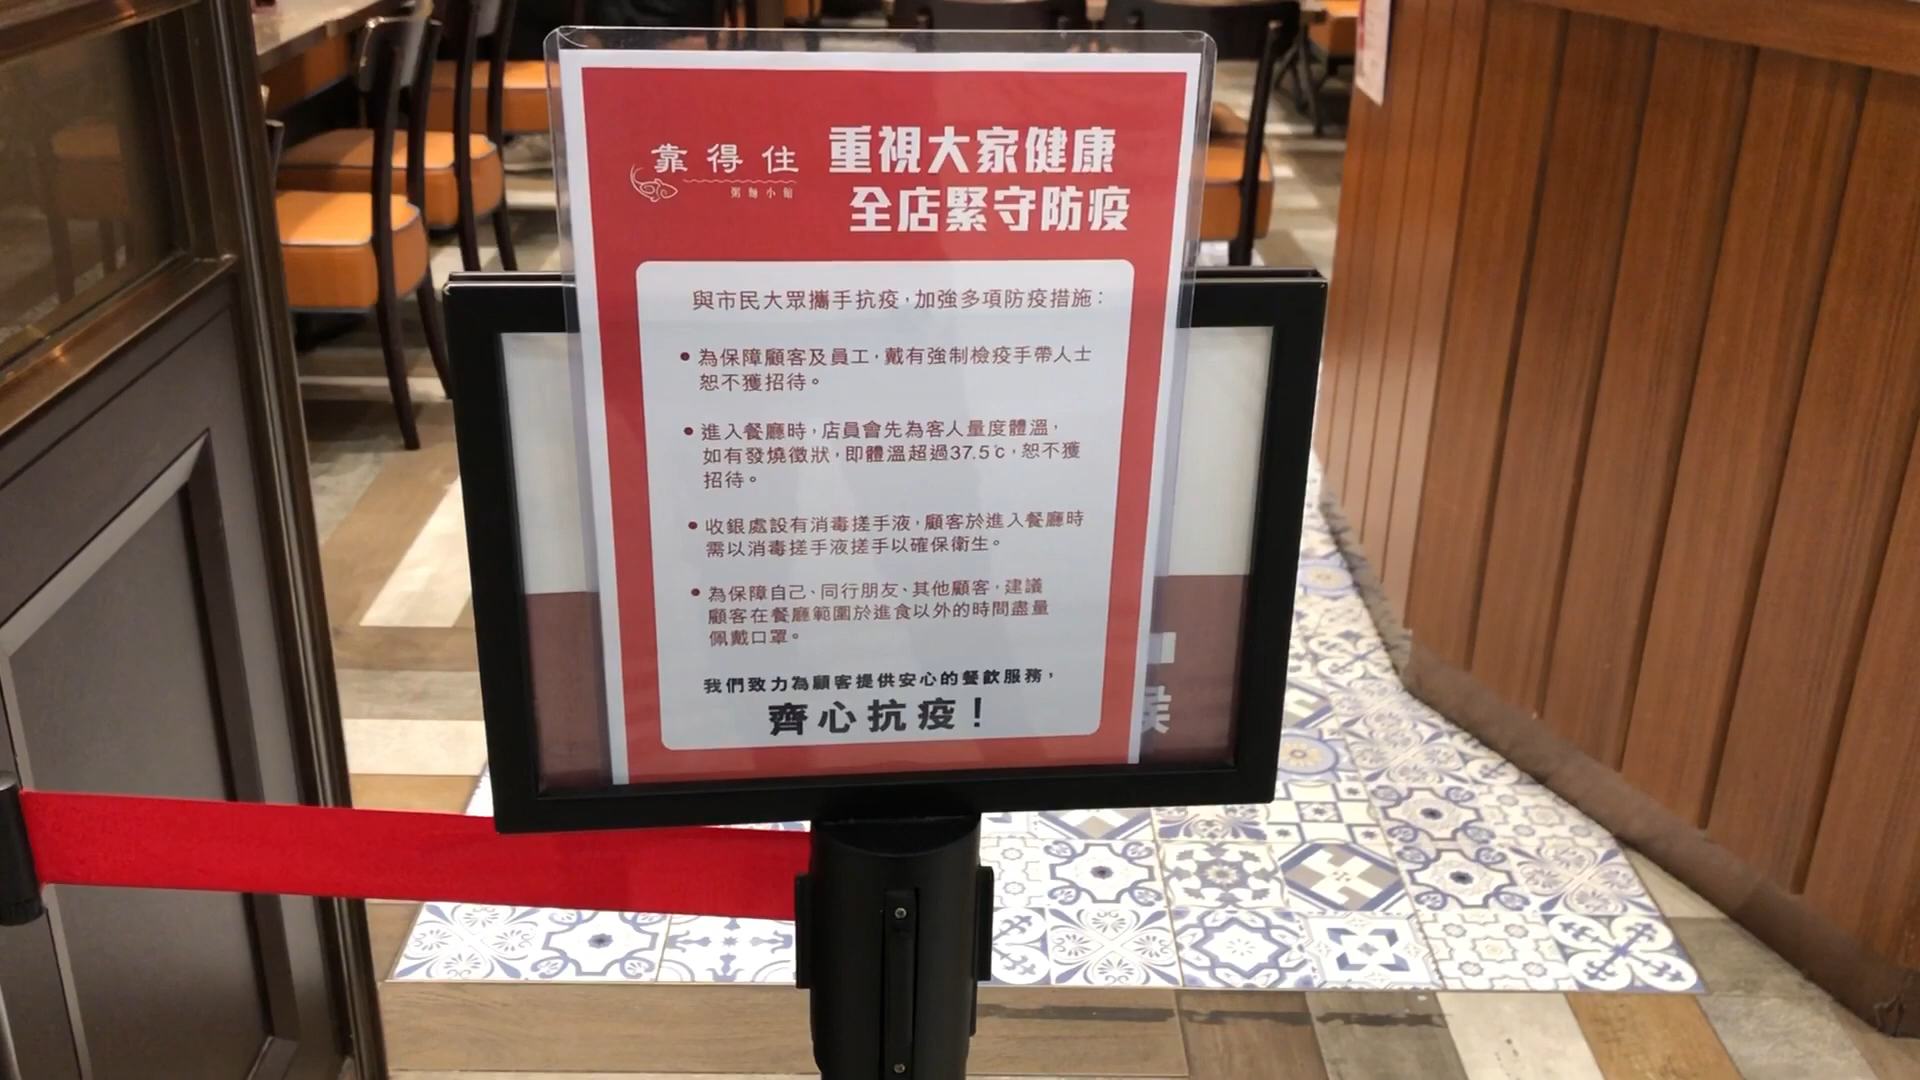 靠得住
粥麵小館
重視大家健康
全店緊守防疫
與市民大眾攜手抗疫，加強多項防疫措施：
● 為保障顧客及員工，戴有強制檢疫手帶人士
恕不獲招待。
● 進入餐廳時，店員會先為客人量度體溫，
如有發燒徵狀，即體溫超過37.5℃，恕不獲
招待。
● 收銀處設有消毒搓手液，顧客於進入餐廳時
需以消毒搓手液搓手以確保衛生。
● 為保障自己、同行朋友、其他顧客，建議
顧客在餐廳範圍於進食以外的時間盡量
佩戴口罩。
我們致力為顧客提供安心的餐飲服務，
齊心抗疫！